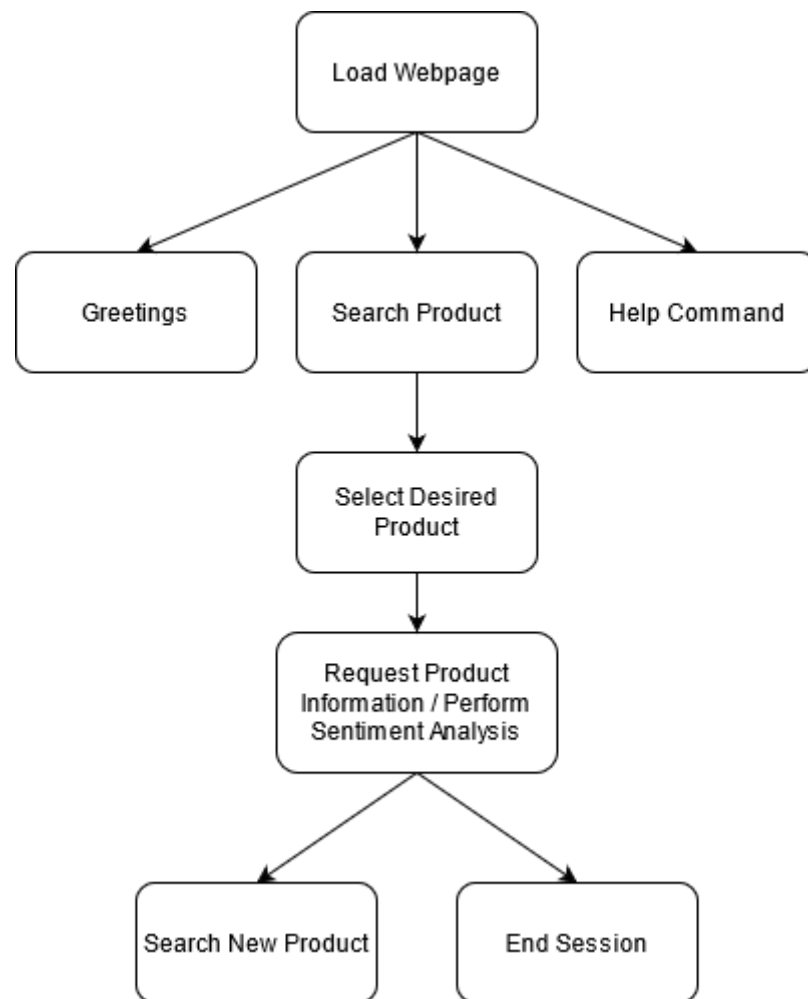 Load Webpage
Greetings
Search Product
Help Command
Select Desired
Product
Request Product
Information / Perform
Sentiment Analysis
Search New Product
End Session